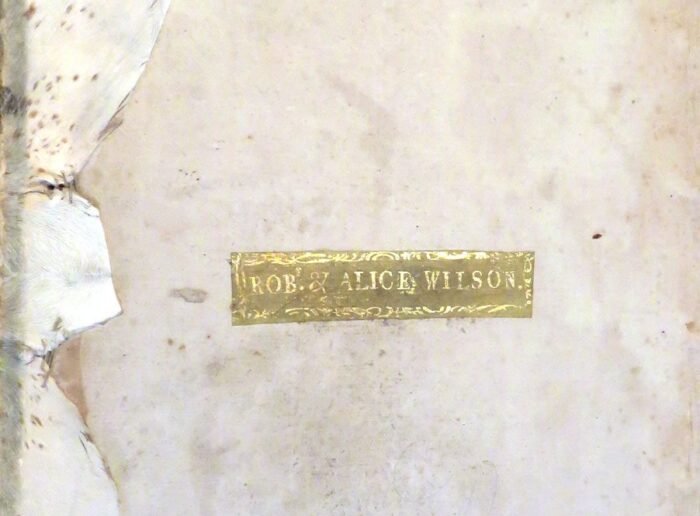 ROBT. & ALICE WILSON.